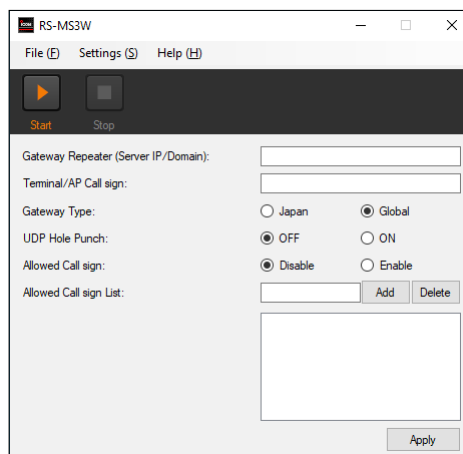 ICOM RS-MS3W
File (F) Settings (S) Help (H)
Start Stop
Gateway Repeater (Server IP/Domain):
Terminal/AP Call sign:
Gateway Type: Japan Global
UDP Hole Punch: OFF ON
Allowed Call sign: Disable Enable
Allowed Call sign List: Add Delete
Apply